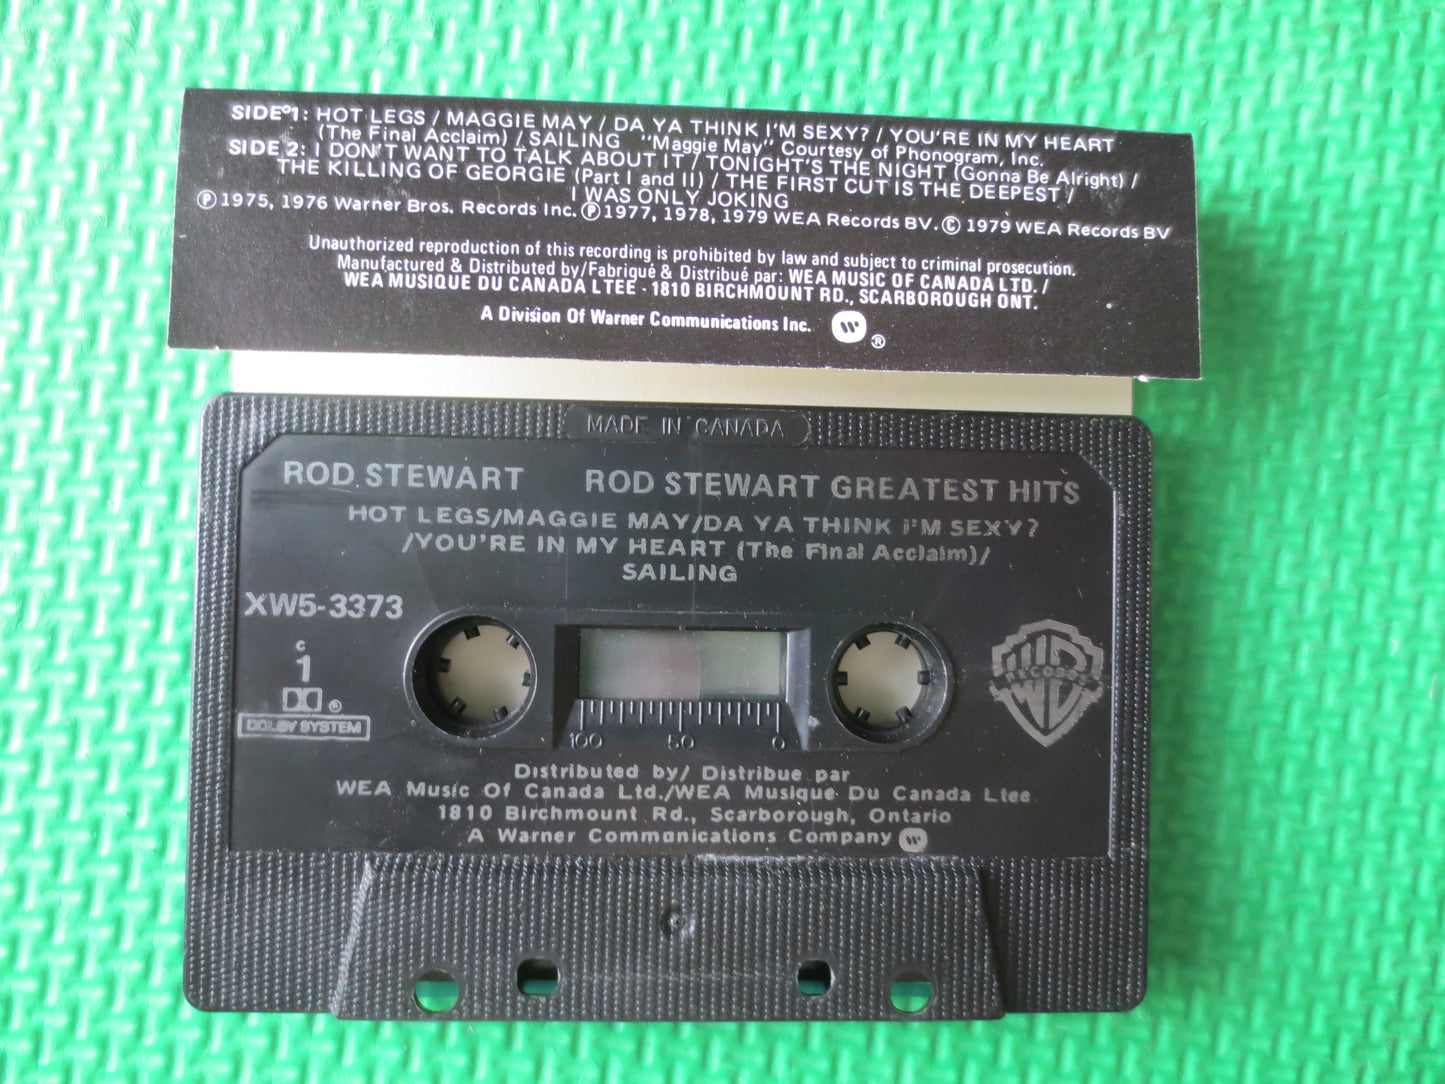 SIDE 1: HOT LEGS / MAGGIE MAY / DA YA THINK I'M SEXY? / YOU'RE IN MY HEART
(The Final Acclaim) / SAILING "Maggie May" Courtesy of Phonogram, Inc.
SIDE 2: I DON'T WANT TO TALK ABOUT IT / TONIGHT'S THE NIGHT (Gonna Be Alright) /
THE KILLING OF GEORGIE (Part I and II) / THE FIRST CUT IS THE DEEPEST /
I WAS ONLY JOKING
Ⓟ 1975, 1976 Warner Bros. Records Inc. Ⓟ 1977, 1978, 1979 WEA Records BV. © 1979 WEA Records BV
Unauthorized reproduction of this recording is prohibited by law and subject to criminal prosecution.
Manufactured & Distributed by/Fabriqué & Distribué par: WEA MUSIC OF CANADA LTD. /
WEA MUSIQUE DU CANADA LTEE - 1810 BIRCHMOUNT RD., SCARBOROUGH ONT.
A Division Of Warner Communications Inc. ®
MADE IN CANADA
ROD STEWART ROD STEWART GREATEST HITS
HOT LEGS/MAGGIE MAY/DA YA THINK I'M SEXY?
/YOU'RE IN MY HEART (The Final Acclaim)/
SAILING
XW5-3373
C
1
®
DOLBY SYSTEM
WB RECORDS
100 50 0
Distributed by/ Distribue par
WEA Music Of Canada Ltd./WEA Musique Du Canada Ltee
1810 Birchmount Rd., Scarborough, Ontario
A Warner Communications Company